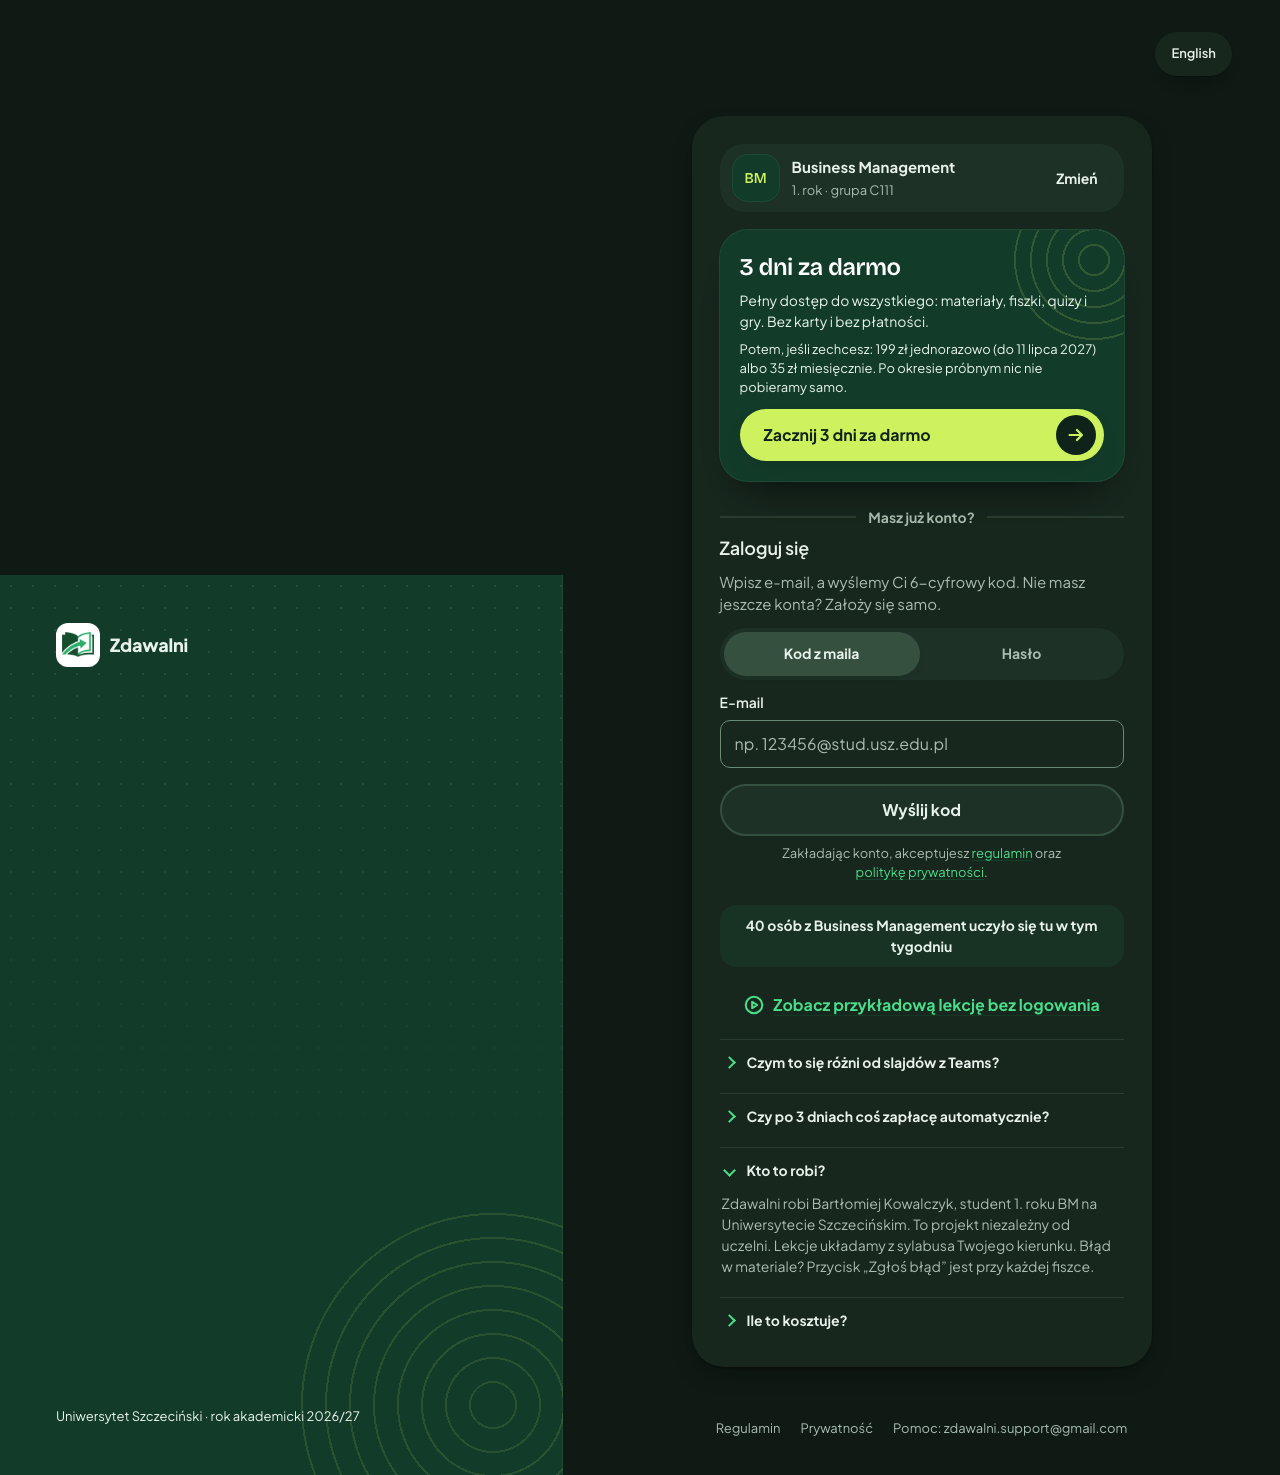 English
BM
Business Management
1. rok · grupa C111
Zmień
3 dni za darmo
Pełny dostęp do wszystkiego: materiały, fiszki, quizy i
gry. Bez karty i bez płatności.
Potem, jeśli zechcesz: 199 zł jednorazowo (do 11 lipca 2027)
albo 35 zł miesięcznie. Po okresie próbnym nic nie
pobieramy samo.
Zacznij 3 dni za darmo
Masz już konto?
Zaloguj się
Wpisz e-mail, a wyślemy Ci 6-cyfrowy kod. Nie masz
jeszcze konta? Założy się samo.
Kod z maila
Hasło
E-mail
np. 123456@stud.usz.edu.pl
Wyślij kod
Zakładając konto, akceptujesz regulamin oraz
politykę prywatności.
40 osób z Business Management uczyło się tu w tym
tygodniu
Zobacz przykładową lekcję bez logowania
Czym to się różni od slajdów z Teams?
Czy po 3 dniach coś zapłacę automatycznie?
Kto to robi?
Zdawalni robi Bartłomiej Kowalczyk, student 1. roku BM na
Uniwersytecie Szczecińskim. To projekt niezależny od
uczelni. Lekcje układamy z sylabusa Twojego kierunku. Błąd
w materiale? Przycisk „Zgłoś błąd” jest przy każdej fiszce.
Ile to kosztuje?
Zdawalni
Uniwersytet Szczeciński · rok akademicki 2026/27
Regulamin
Prywatność
Pomoc: zdawalni.support@gmail.com